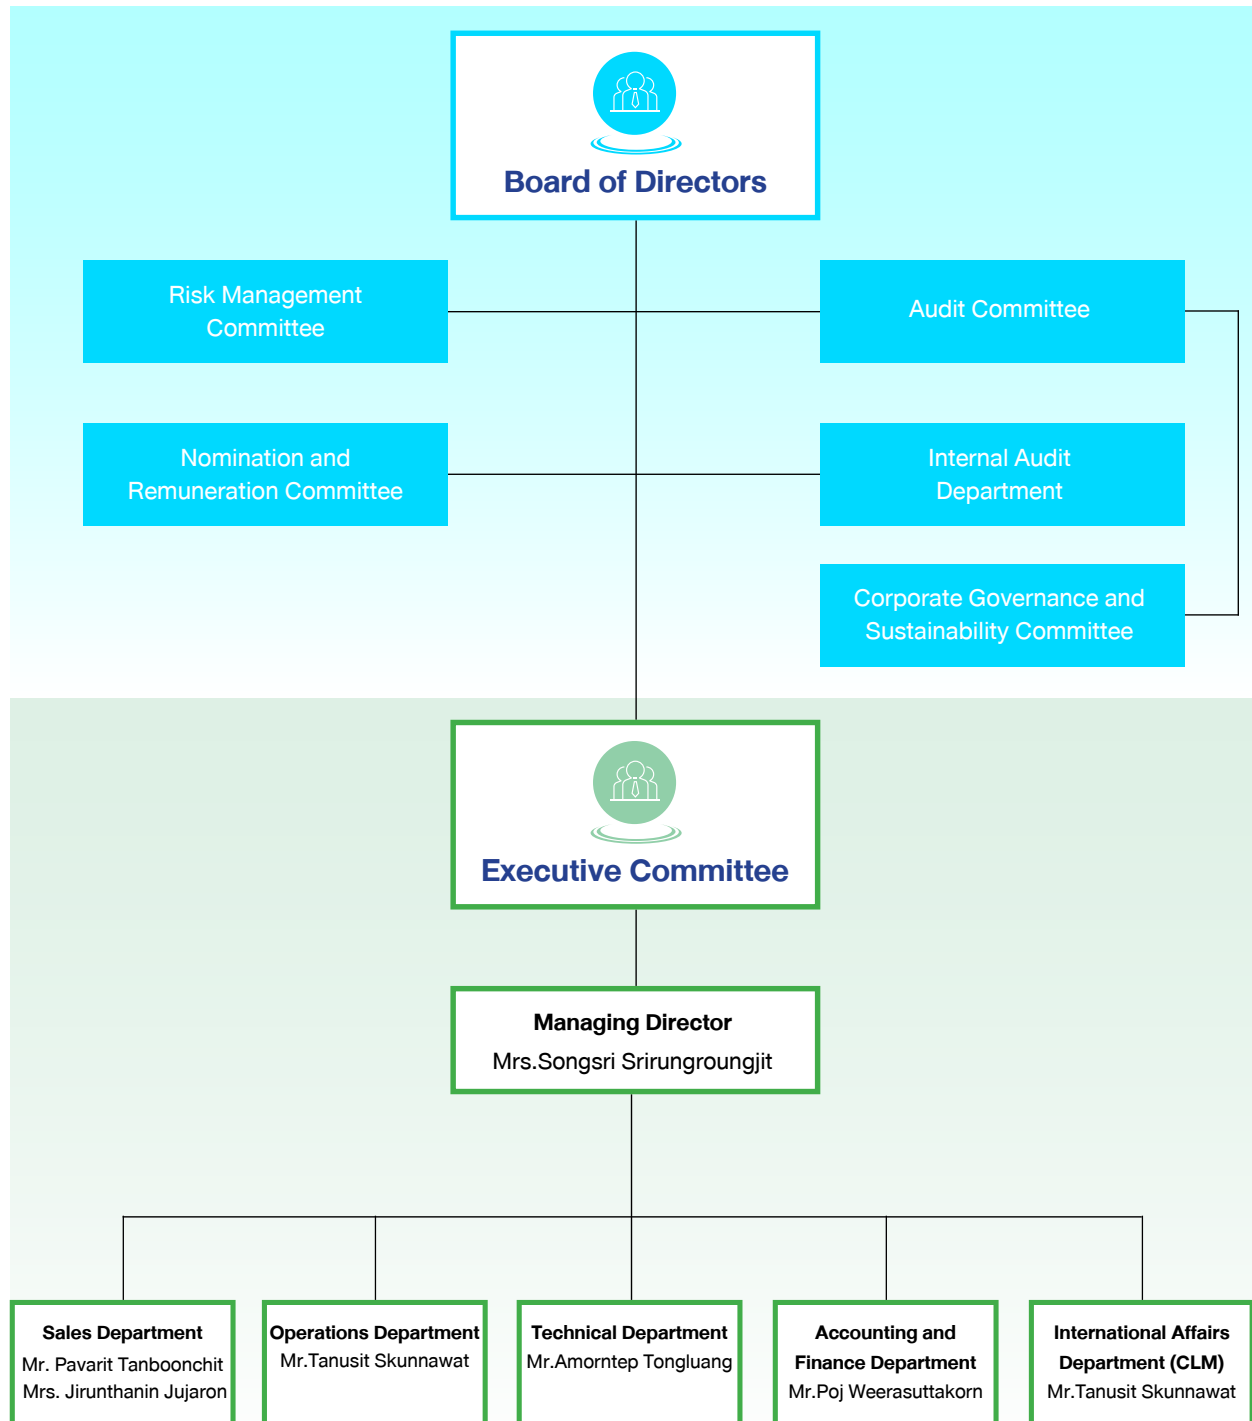 Board of Directors
Risk Management
Committee
Audit Committee
Nomination and
Remuneration Committee
Internal Audit
Department
Corporate Governance and
Sustainability Committee
Executive Committee
Managing Director
Mrs.Songsri Srirungroungjit
Sales Department
Mr. Pavarit Tanboonchit
Mrs. Jirunthanin Jujaron
Operations Department
Mr.Tanusit Skunnawat
Technical Department
Mr.Amorntep Tongluang
Accounting and
Finance Department
Mr.Poj Weerasuttakorn
International Affairs
Department (CLM)
Mr.Tanusit Skunnawat